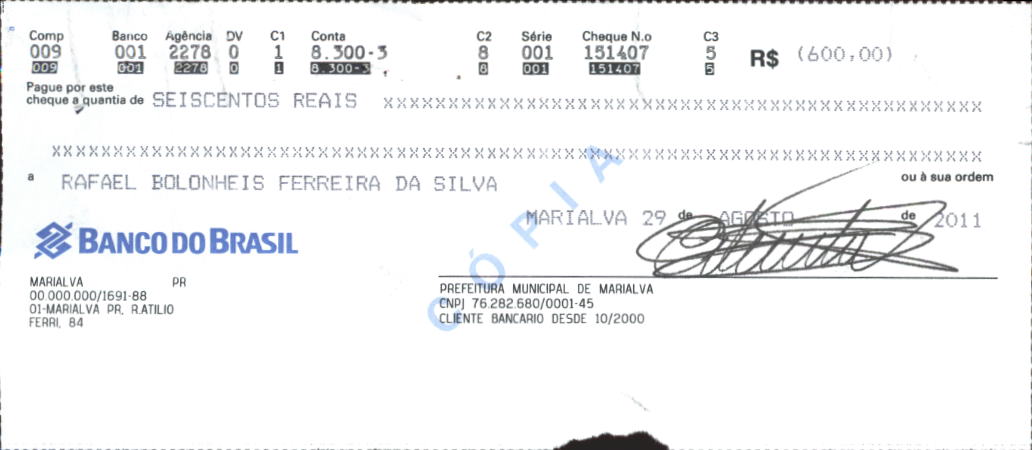 Comp Banco Agência DV C1 Conta C2 Série Cheque N.o C3
009 001 2278 0 1 8.300-3 8 001 151407 5 R$ (600,00)
009 001 2278 0 1 8.300-3 8 001 151407 5
Pague por este
cheque a quantia de SEISCENTOS REAIS XXXXXXXXXXXXXXXXXXXXXXXXXXXXXXXXXXXXXXXXXXXXXXXXXXXXXXXXXX
XXXXXXXXXXXXXXXXXXXXXXXXXXXXXXXXXXXXXXXXXXXXXXXXXXXXXXXXXXXXXXXXXXXXXXXXXXXXXX
a RAFAEL BOLONHEIS FERREIRA DA SILVA ou à sua ordem
MARIALVA 29 de AGOSTO de 2011
BANCO DO BRASIL
MARIALVA PR
00.000.000/1691-88
01-MARIALVA PR. R.ATILIO
FERRI, 84
PREFEITURA MUNICIPAL DE MARIALVA
CNPJ 76.282.680/0001-45
CLIENTE BANCARIO DESDE 10/2000
CÓPIA